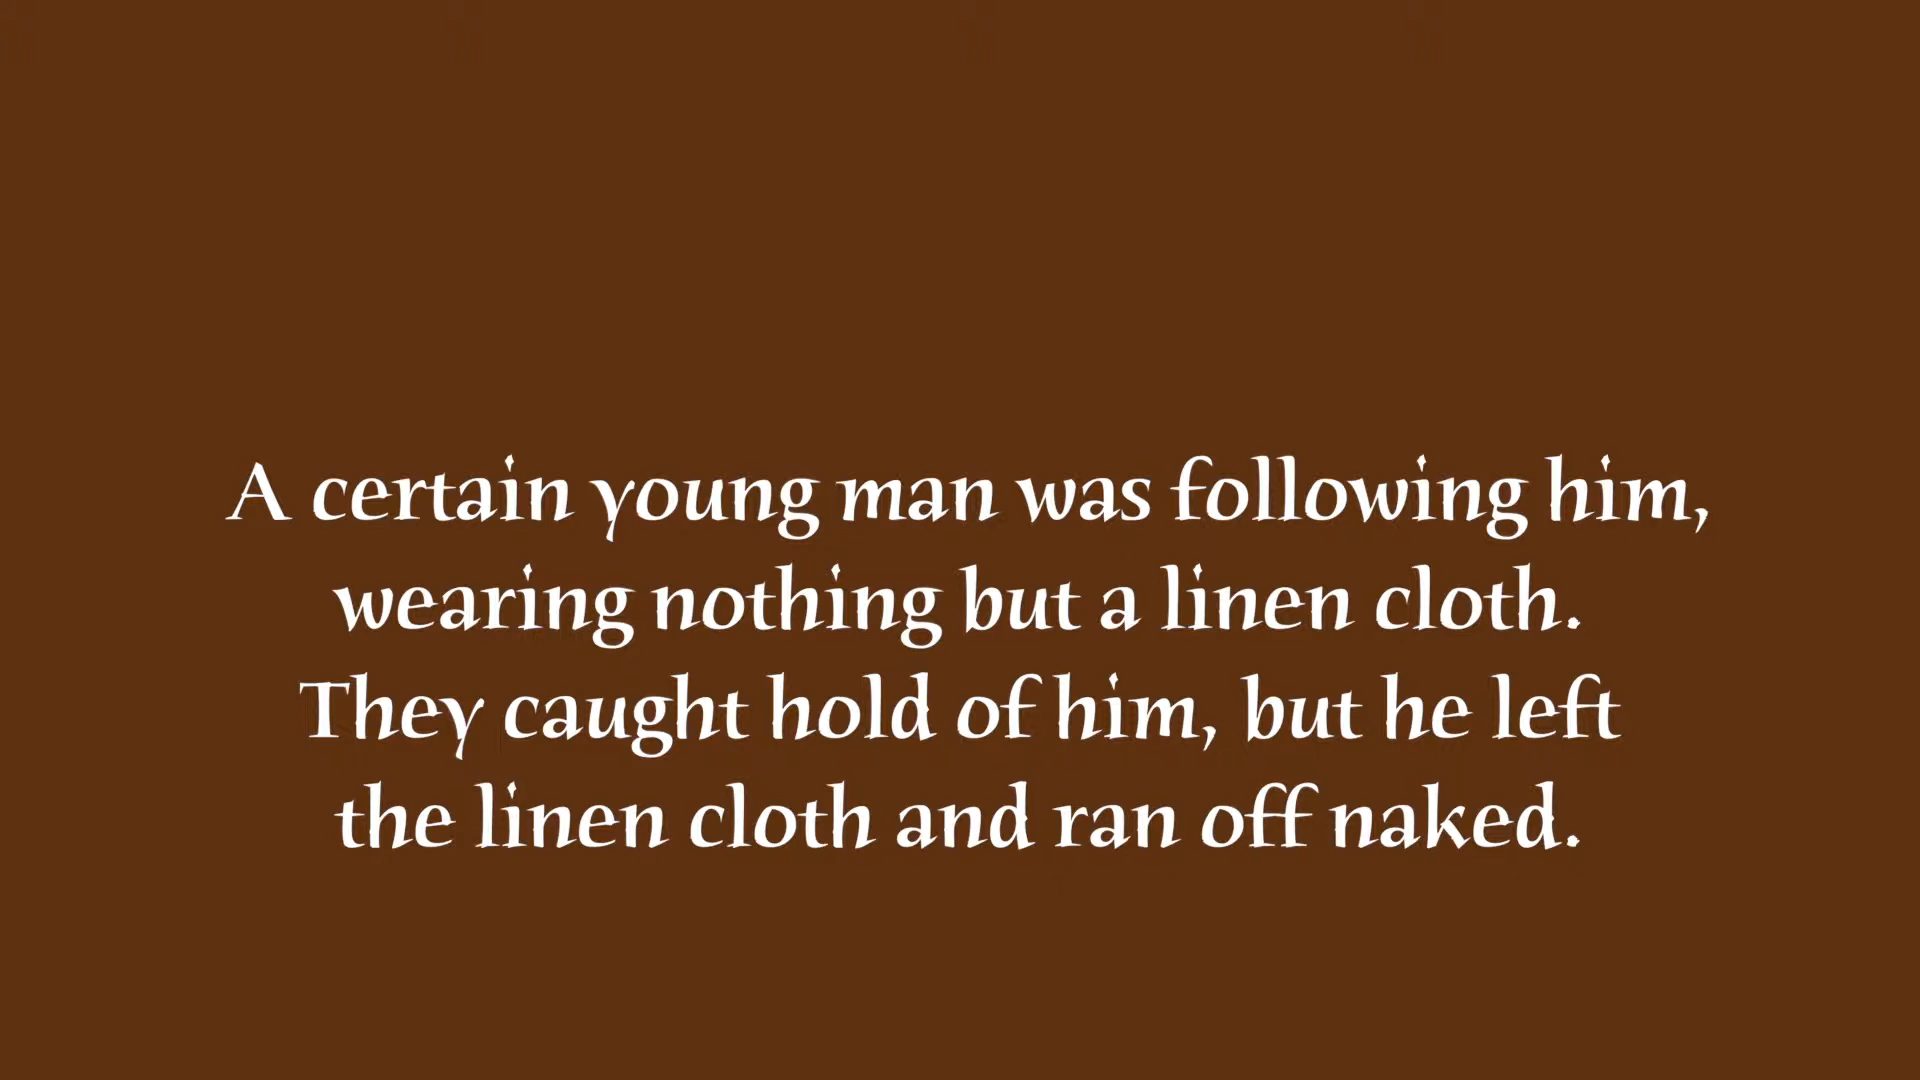 A certain young man was following him,
wearing nothing but a linen cloth.
They caught hold of him, but he left
the linen cloth and ran off naked.